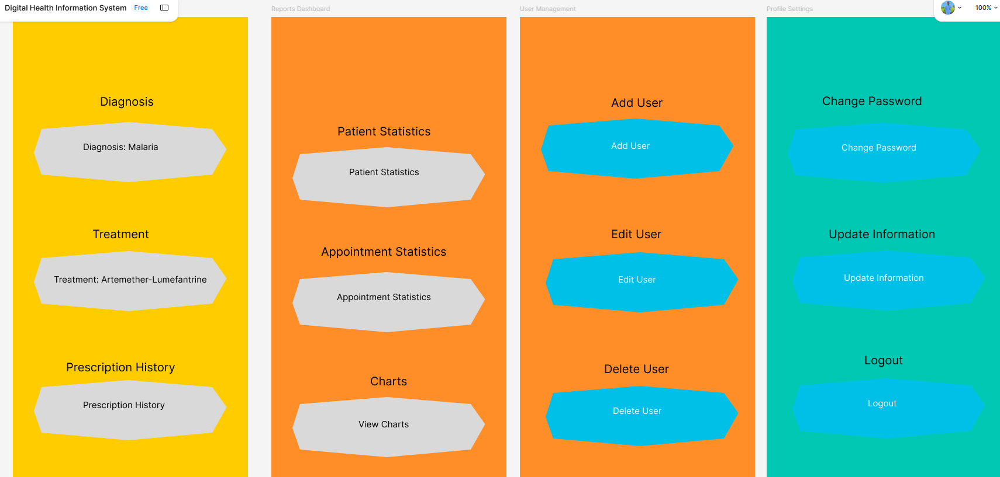 Digital Health Information System Free
100%
Reports Dashboard
User Management
Profile Settings
Diagnosis
Diagnosis: Malaria
Treatment
Treatment: Artemether-Lumefantrine
Prescription History
Prescription History
Patient Statistics
Patient Statistics
Appointment Statistics
Appointment Statistics
Charts
View Charts
Add User
Add User
Edit User
Edit User
Delete User
Delete User
Change Password
Change Password
Update Information
Update Information
Logout
Logout